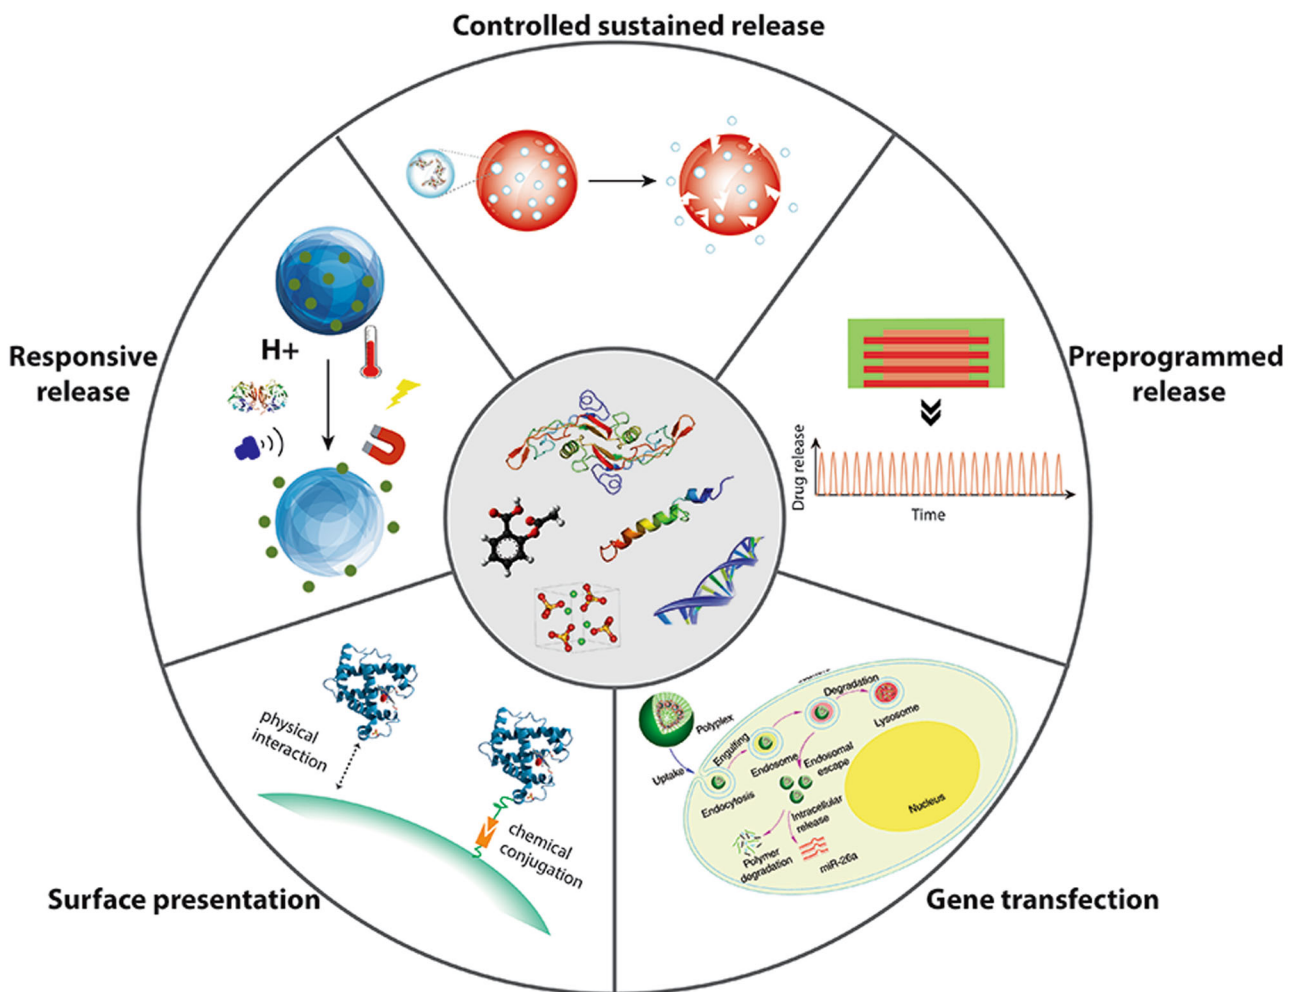 Controlled sustained release
Responsive
release
H+
Preprogrammed
release
Drug release
Time
physical
interaction
chemical
conjugation
Surface presentation
Polyplex
Uptake
Engulfing
Endocytosis
Endosome
Degradation
Lysosome
Endosomal
escape
Intracellular
release
Nucleus
Polymer
degradation
miR-26a
Gene transfection